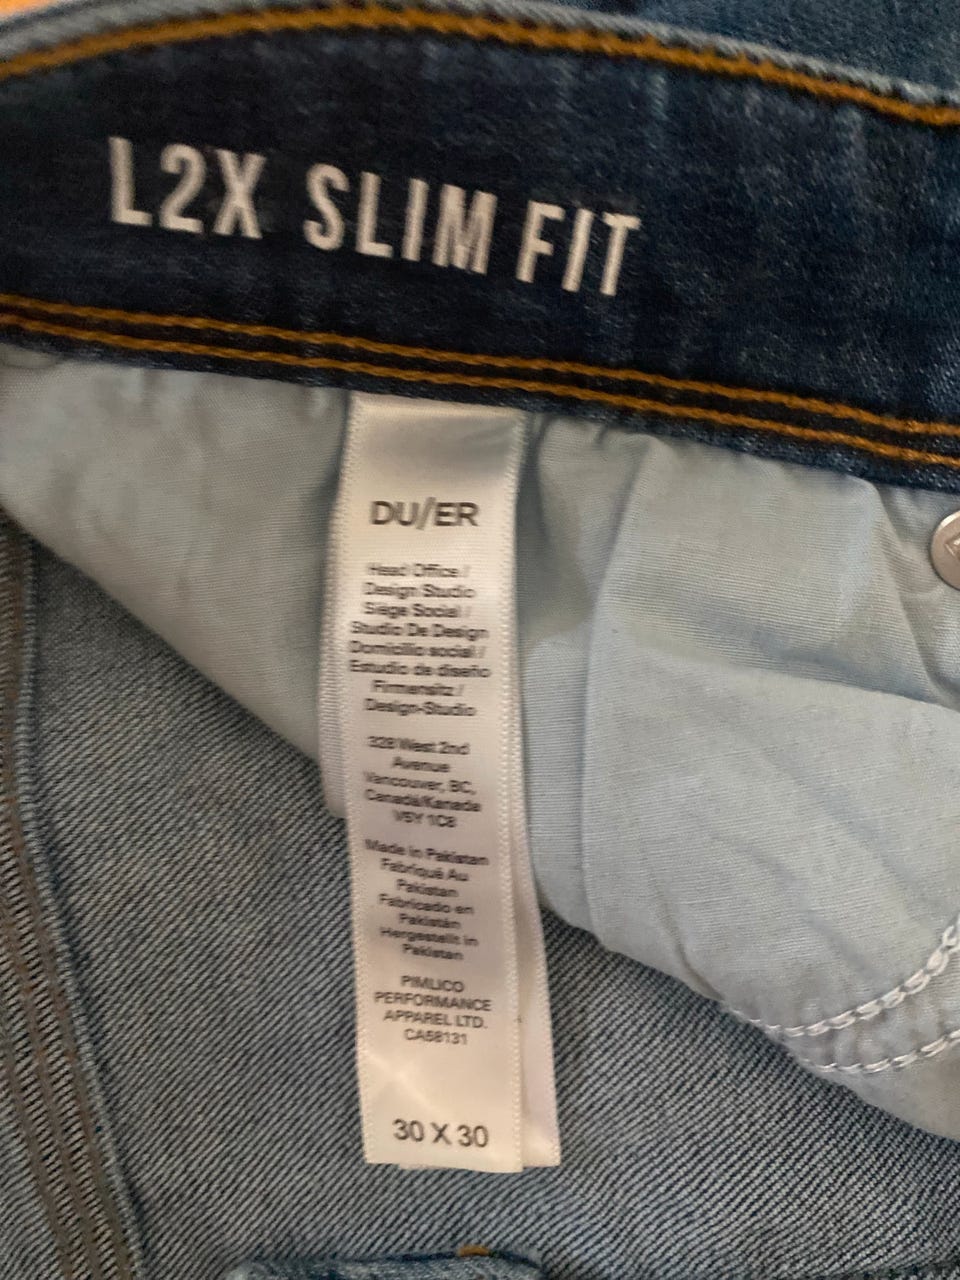 L2X SLIM FIT
DU/ER
Head Office /
Design Studio
Siège Social /
Studio De Design
Domicilio social /
Estudio de diseño
Firmensitz /
Design-Studio
328 West 2nd
Avenue
Vancouver, BC,
Canada/Kanada
V5Y 1C8
Made in Pakistan
Fabriqué Au
Pakistan
Fabricado en
Pakistán
Hergestellt in
Pakistan
PIMLICO
PERFORMANCE
APPAREL LTD.
CA58131
30 X 30